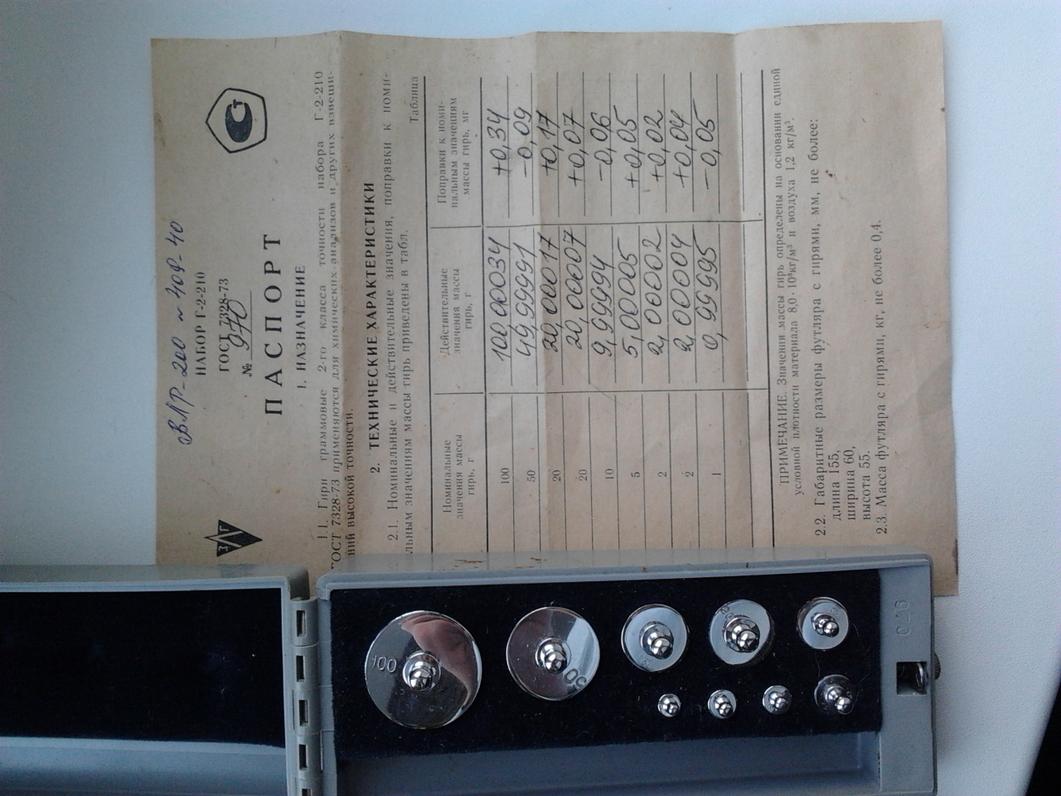 ВЛР-200 ~ 409-40
НАБОР Г-2-210
ГОСТ 7328-73
№ 970
ПАСПОРТ
1. НАЗНАЧЕНИЕ
1.1. Гири граммовые 2-го класса точности набора Г-2-210
ГОСТ 7328-73 применяются для химических анализов и других взвеши-
ний высокой точности.
2. ТЕХНИЧЕСКИЕ ХАРАКТЕРИСТИКИ
2.1. Номинальные и действительные значения, поправки к номи-
льным значениям массы гирь приведены в табл.
Таблица
Номинальные значения массы гирь, г | Действительные значения массы гирь, г | Поправки к номи-нальным значениям массы гирь, мг
100 100,00034 +0,34
50 49,99991 -0,09
20 20,00017 +0,17
20 20,00007 +0,07
10 9,99994 -0,06
5 5,00005 +0,05
2 2,00002 +0,02
2 2,00004 +0,04
1 0,99995 -0,05
ПРИМЕЧАНИЕ. Значения массы гирь определены на основании единой
условной плотности материала 8,0·10³кг/м³ и воздуха 1,2 кг/м³.
2.2. Габаритные размеры футляра с гирями, мм, не более:
длина 155,
ширина 60,
высота 55.
2.3. Масса футляра с гирями, кг, не более 0,4.
100
50
970